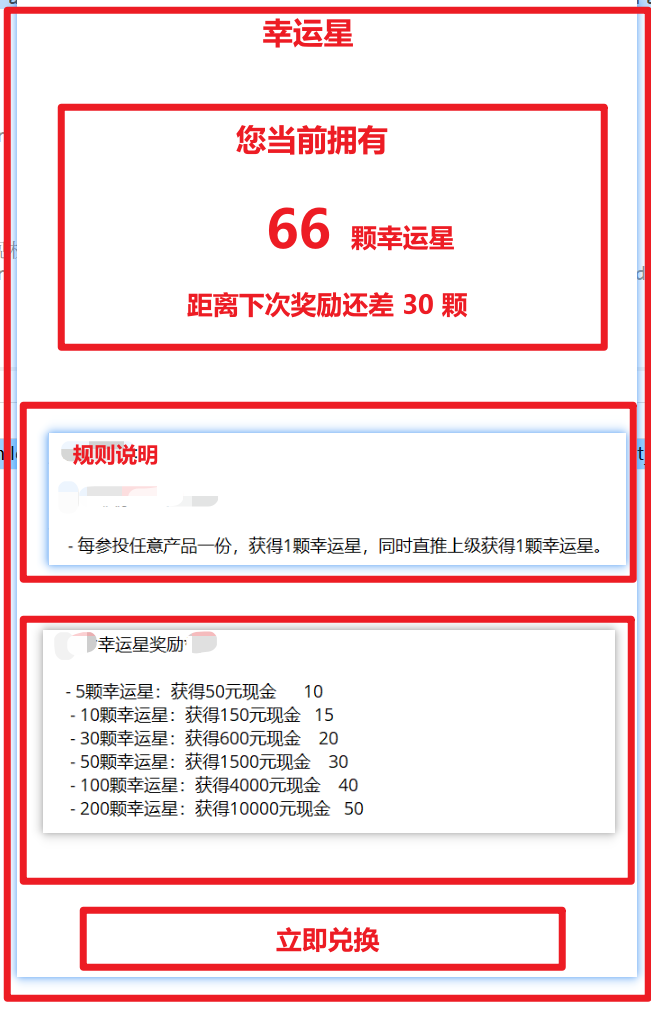 幸运星
您当前拥有
66 颗幸运星
距离下次奖励还差 30 颗
规则说明
- 每参投任意产品一份，获得1颗幸运星，同时直推上级获得1颗幸运星。
幸运星奖励
- 5颗幸运星：获得50元现金 10
- 10颗幸运星：获得150元现金 15
- 30颗幸运星：获得600元现金 20
- 50颗幸运星：获得1500元现金 30
- 100颗幸运星：获得4000元现金 40
- 200颗幸运星：获得10000元现金 50
立即兑换